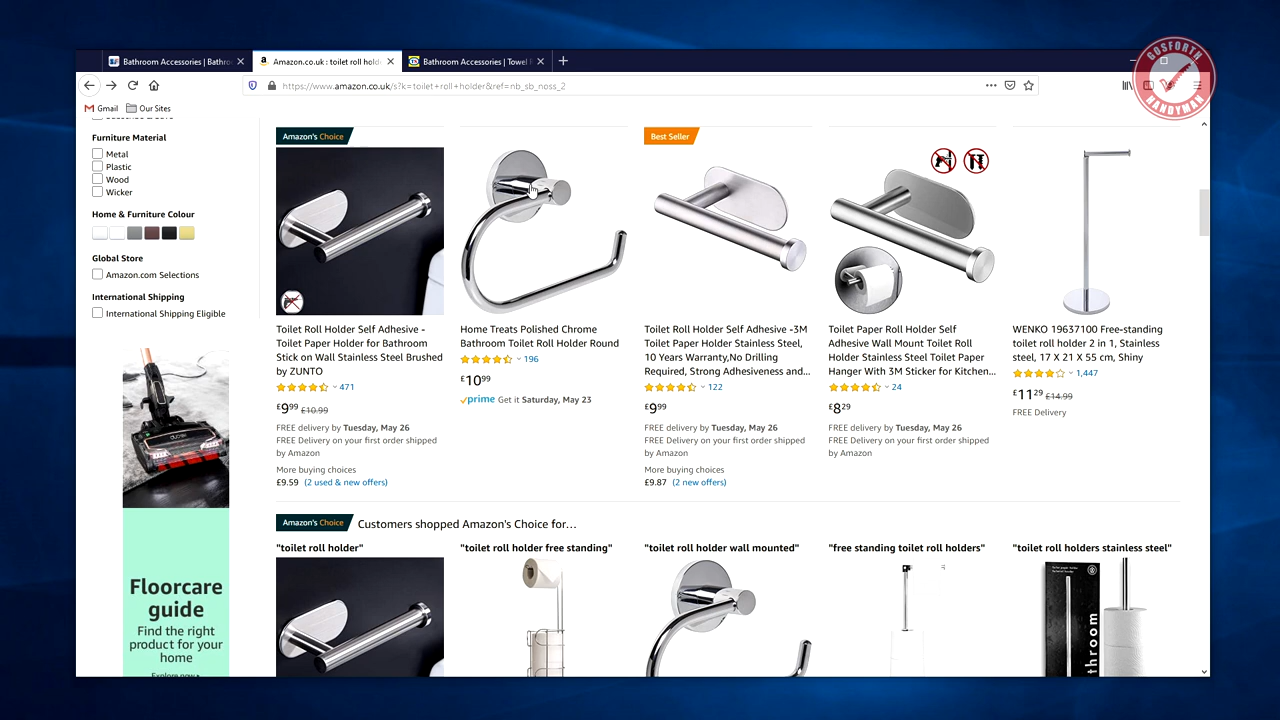 Bathroom Accessories | Bathro
Amazon.co.uk : toilet roll hold
Bathroom Accessories | Towel
GOSFORTH
HANDYMAN
https://www.amazon.co.uk/s?k=toilet+roll+holder&ref=nb_sb_noss_2
Gmail
Our Sites
Furniture Material
Metal
Plastic
Wood
Wicker
Home & Furniture Colour
Global Store
Amazon.com Selections
International Shipping
International Shipping Eligible
Floorcare
guide
Find the right
product for your
home
Explore now
Amazon's Choice
Toilet Roll Holder Self Adhesive -
Toilet Paper Holder for Bathroom
Stick on Wall Stainless Steel Brushed
by ZUNTO
471
£9.99 £10.99
FREE delivery by Tuesday, May 26
FREE Delivery on your first order shipped
by Amazon
More buying choices
£9.59 (2 used & new offers)
Home Treats Polished Chrome
Bathroom Toilet Roll Holder Round
196
£10.99
prime Get it Saturday, May 23
Best Seller
Toilet Roll Holder Self Adhesive -3M
Toilet Paper Holder Stainless Steel,
10 Years Warranty,No Drilling
Required, Strong Adhesiveness and...
122
£9.99
FREE delivery by Tuesday, May 26
FREE Delivery on your first order shipped
by Amazon
More buying choices
£9.87 (2 new offers)
Toilet Paper Roll Holder Self
Adhesive Wall Mount Toilet Roll
Holder Stainless Steel Toilet Paper
Hanger With 3M Sticker for Kitchen...
24
£8.29
FREE delivery by Tuesday, May 26
FREE Delivery on your first order shipped
by Amazon
WENKO 19637100 Free-standing
toilet roll holder 2 in 1, Stainless
steel, 17 X 21 X 55 cm, Shiny
1,447
£11.29 £14.99
FREE Delivery
Amazon's Choice Customers shopped Amazon's Choice for…
"toilet roll holder"
"toilet roll holder free standing"
"toilet roll holder wall mounted"
"free standing toilet roll holders"
"toilet roll holders stainless steel"
throom